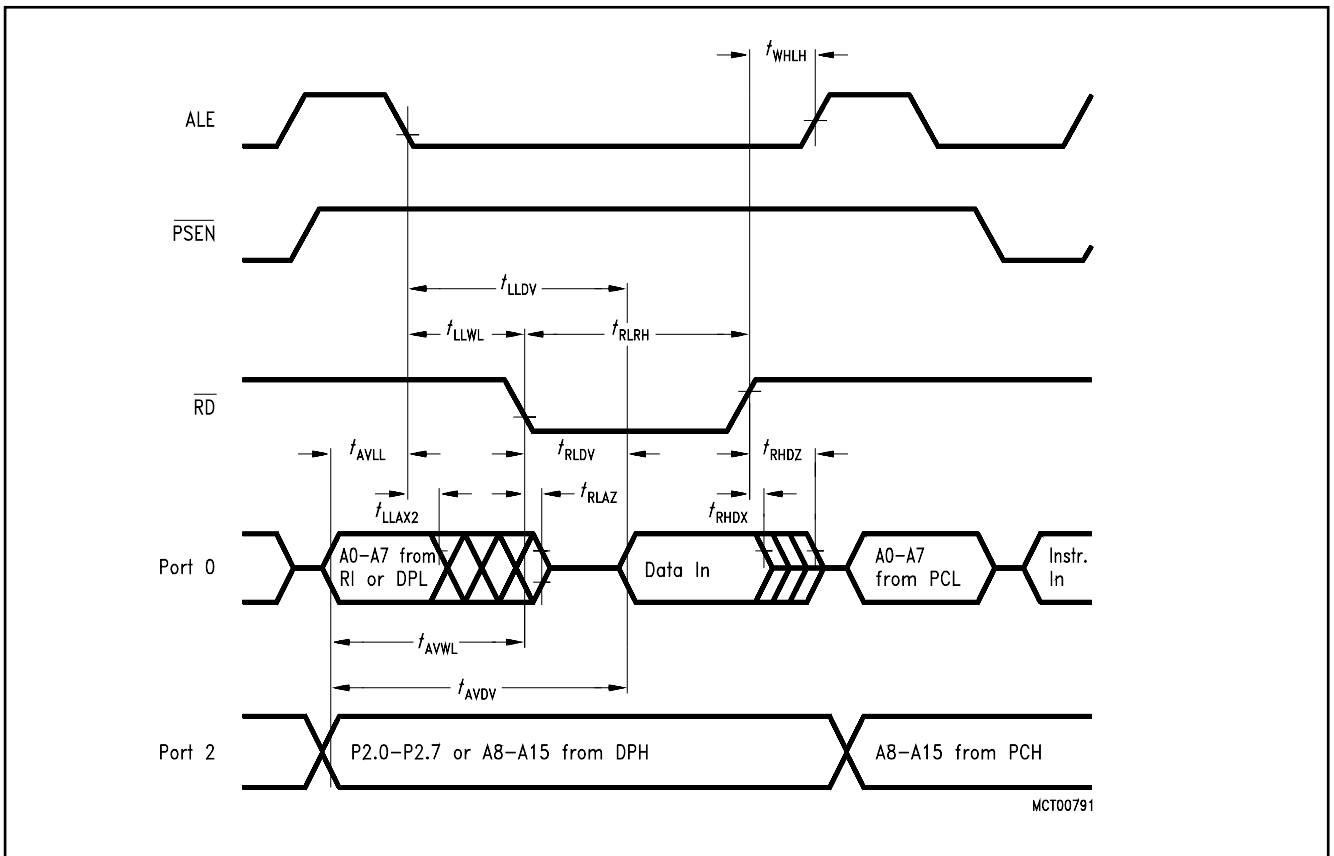 tWHLH
ALE
PSEN
tLLDV
tLLWL
tRLRH
RD
tAVLL
tRLDV
tRHDZ
tLLAX2
tRLAZ
tRHDX
Port 0
A0-A7 from
RI or DPL
Data In
A0-A7
from PCL
Instr.
In
tAVWL
tAVDV
Port 2
P2.0-P2.7 or A8-A15 from DPH
A8-A15 from PCH
MCT00791